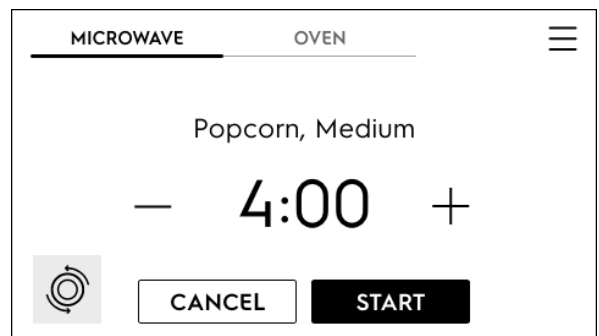 MICROWAVE OVEN
Popcorn, Medium
— 4:00 +
CANCEL START